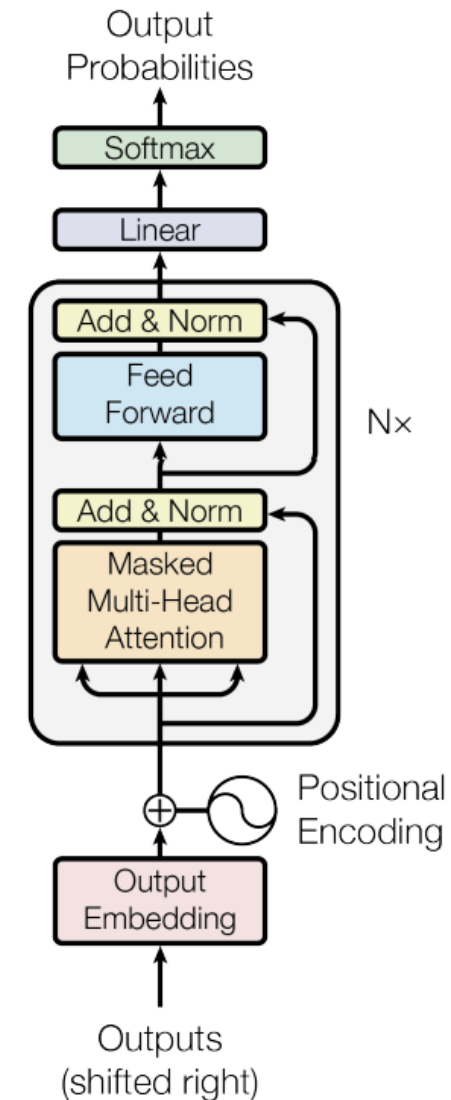 Output
Probabilities
Softmax
Linear
Add & Norm
Feed
Forward
N×
Add & Norm
Masked
Multi-Head
Attention
Positional
Encoding
Output
Embedding
Outputs
(shifted right)